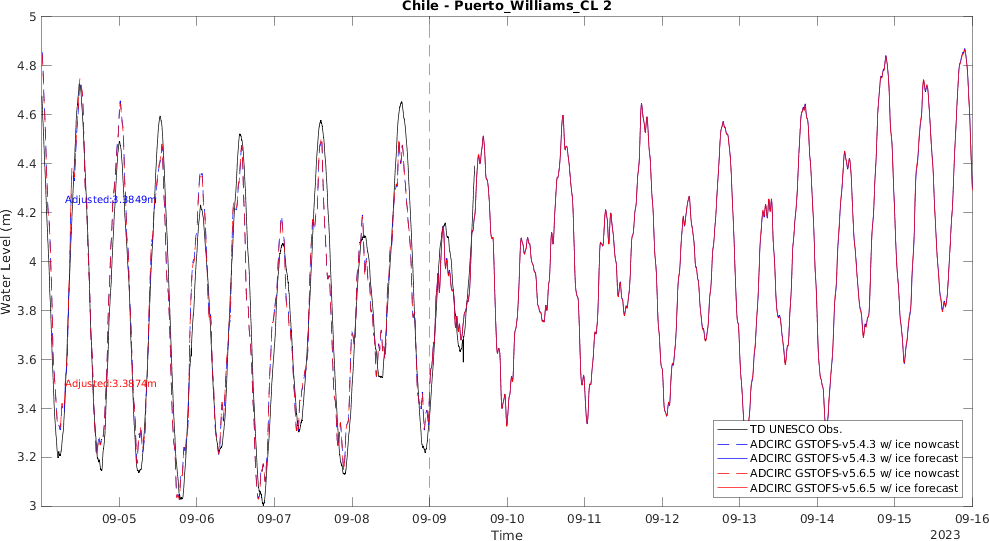 Chile - Puerto_Williams_CL 2
5
4.8
4.6
4.4
4.2
4
3.8
3.6
3.4
3.2
3
Water Level (m)
Adjusted:3.3849m
Adjusted:3.3874m
TD UNESCO Obs.
ADCIRC GSTOFS-v5.4.3 w/ ice nowcast
ADCIRC GSTOFS-v5.4.3 w/ ice forecast
ADCIRC GSTOFS-v5.6.5 w/ ice nowcast
ADCIRC GSTOFS-v5.6.5 w/ ice forecast
09-05 09-06 09-07 09-08 09-09 09-10 09-11 09-12 09-13 09-14 09-15 09-16
Time
2023